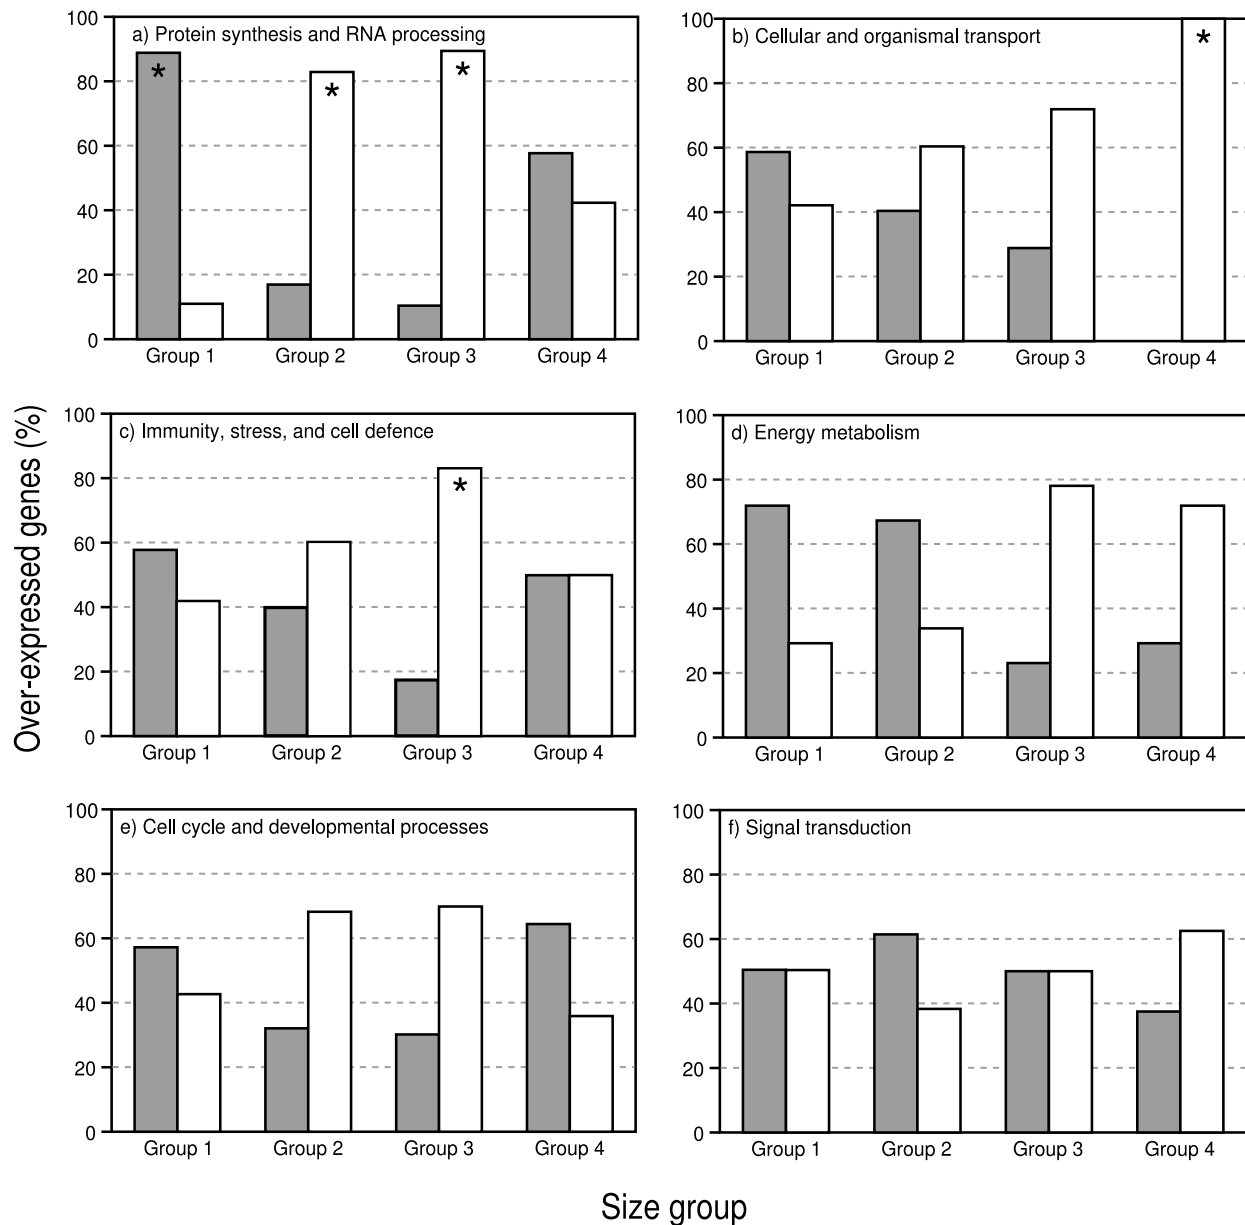 a) Protein synthesis and RNA processing
100
80
60
40
20
0
*
*
*
Group 1 Group 2 Group 3 Group 4
b) Cellular and organismal transport
100
80
60
40
20
0
*
Group 1 Group 2 Group 3 Group 4
Over-expressed genes (%)
c) Immunity, stress, and cell defence
100
80
60
40
20
0
*
Group 1 Group 2 Group 3 Group 4
d) Energy metabolism
100
80
60
40
20
0
Group 1 Group 2 Group 3 Group 4
e) Cell cycle and developmental processes
100
80
60
40
20
0
Group 1 Group 2 Group 3 Group 4
f) Signal transduction
100
80
60
40
20
0
Group 1 Group 2 Group 3 Group 4
Size group